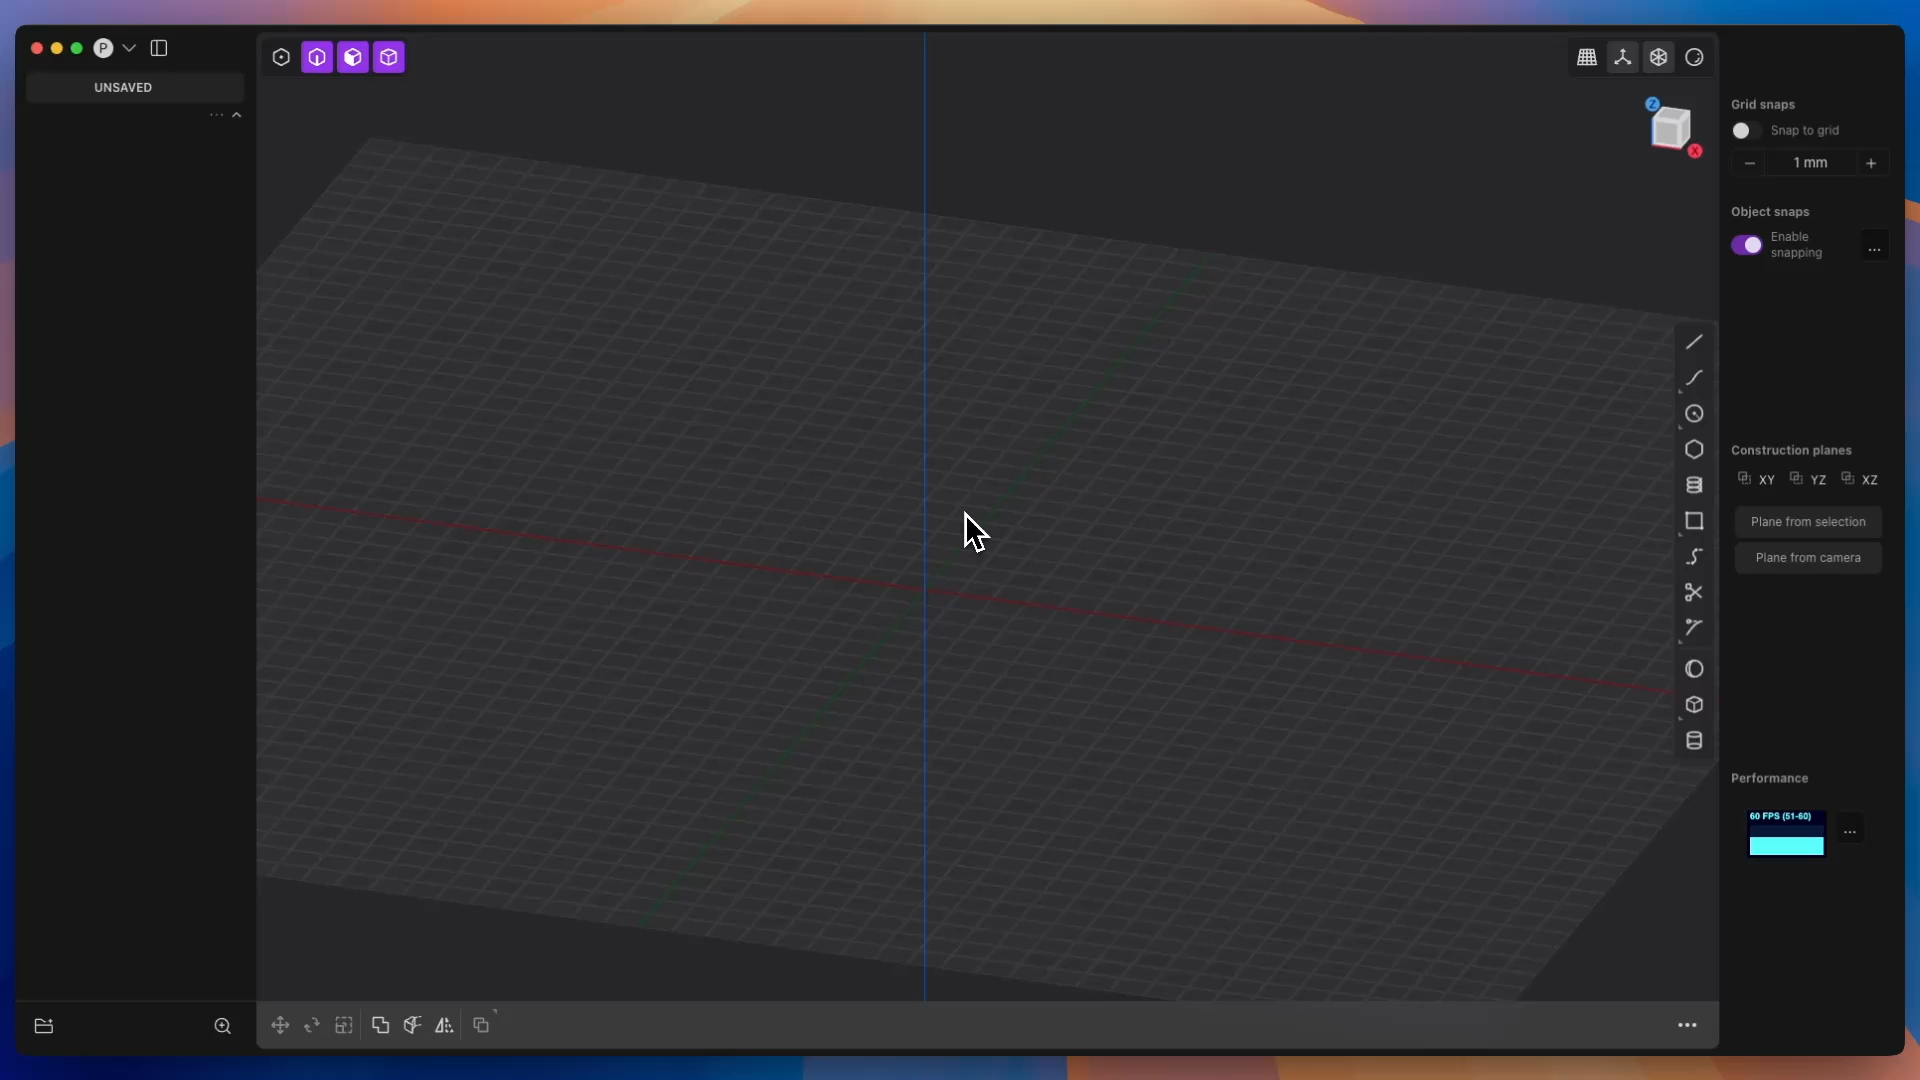 P
UNSAVED
Z
X
Grid snaps
Snap to grid
1 mm
Object snaps
Enable
snapping
Construction planes
XY YZ XZ
Plane from selection
Plane from camera
Performance
60 FPS (51-60)